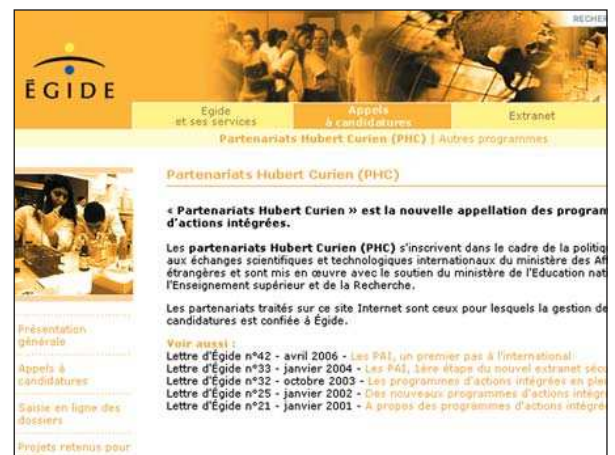 RECHER
ÉGIDE
Egide et ses services
Appels à candidatures
Extranet
Partenariats Hubert Curien (PHC) | Autres programmes
Partenariats Hubert Curien (PHC)
« Partenariats Hubert Curien » est la nouvelle appellation des program
d'actions intégrées.
Les partenariats Hubert Curien (PHC) s'inscrivent dans le cadre de la politiq
aux échanges scientifiques et technologiques internationaux du ministère des Aff
étrangères et sont mis en œuvre avec le soutien du ministère de l'Education nati
l'Enseignement supérieur et de la Recherche.
Les partenariats traités sur ce site Internet sont ceux pour lesquels la gestion de
candidatures est confiée à Égide.
Voir aussi :
Lettre d'Égide n°42 - avril 2006 - Les PAI, un premier pas à l'international
Lettre d'Égide n°33 - janvier 2004 - Les PAI, 1ère étape du nouvel extranet sécu
Lettre d'Égide n°32 - octobre 2003 - Les programmes d'actions intégrées en plei
Lettre d'Égide n°25 - janvier 2002 - Des nouveaux programmes d'actions intégr
Lettre d'Égide n°21 - janvier 2001 - A propos des programmes d'actions intégré
Présentation
générale
Appels à
candidatures
Saisie en ligne des
dossiers
Projets retenus pour